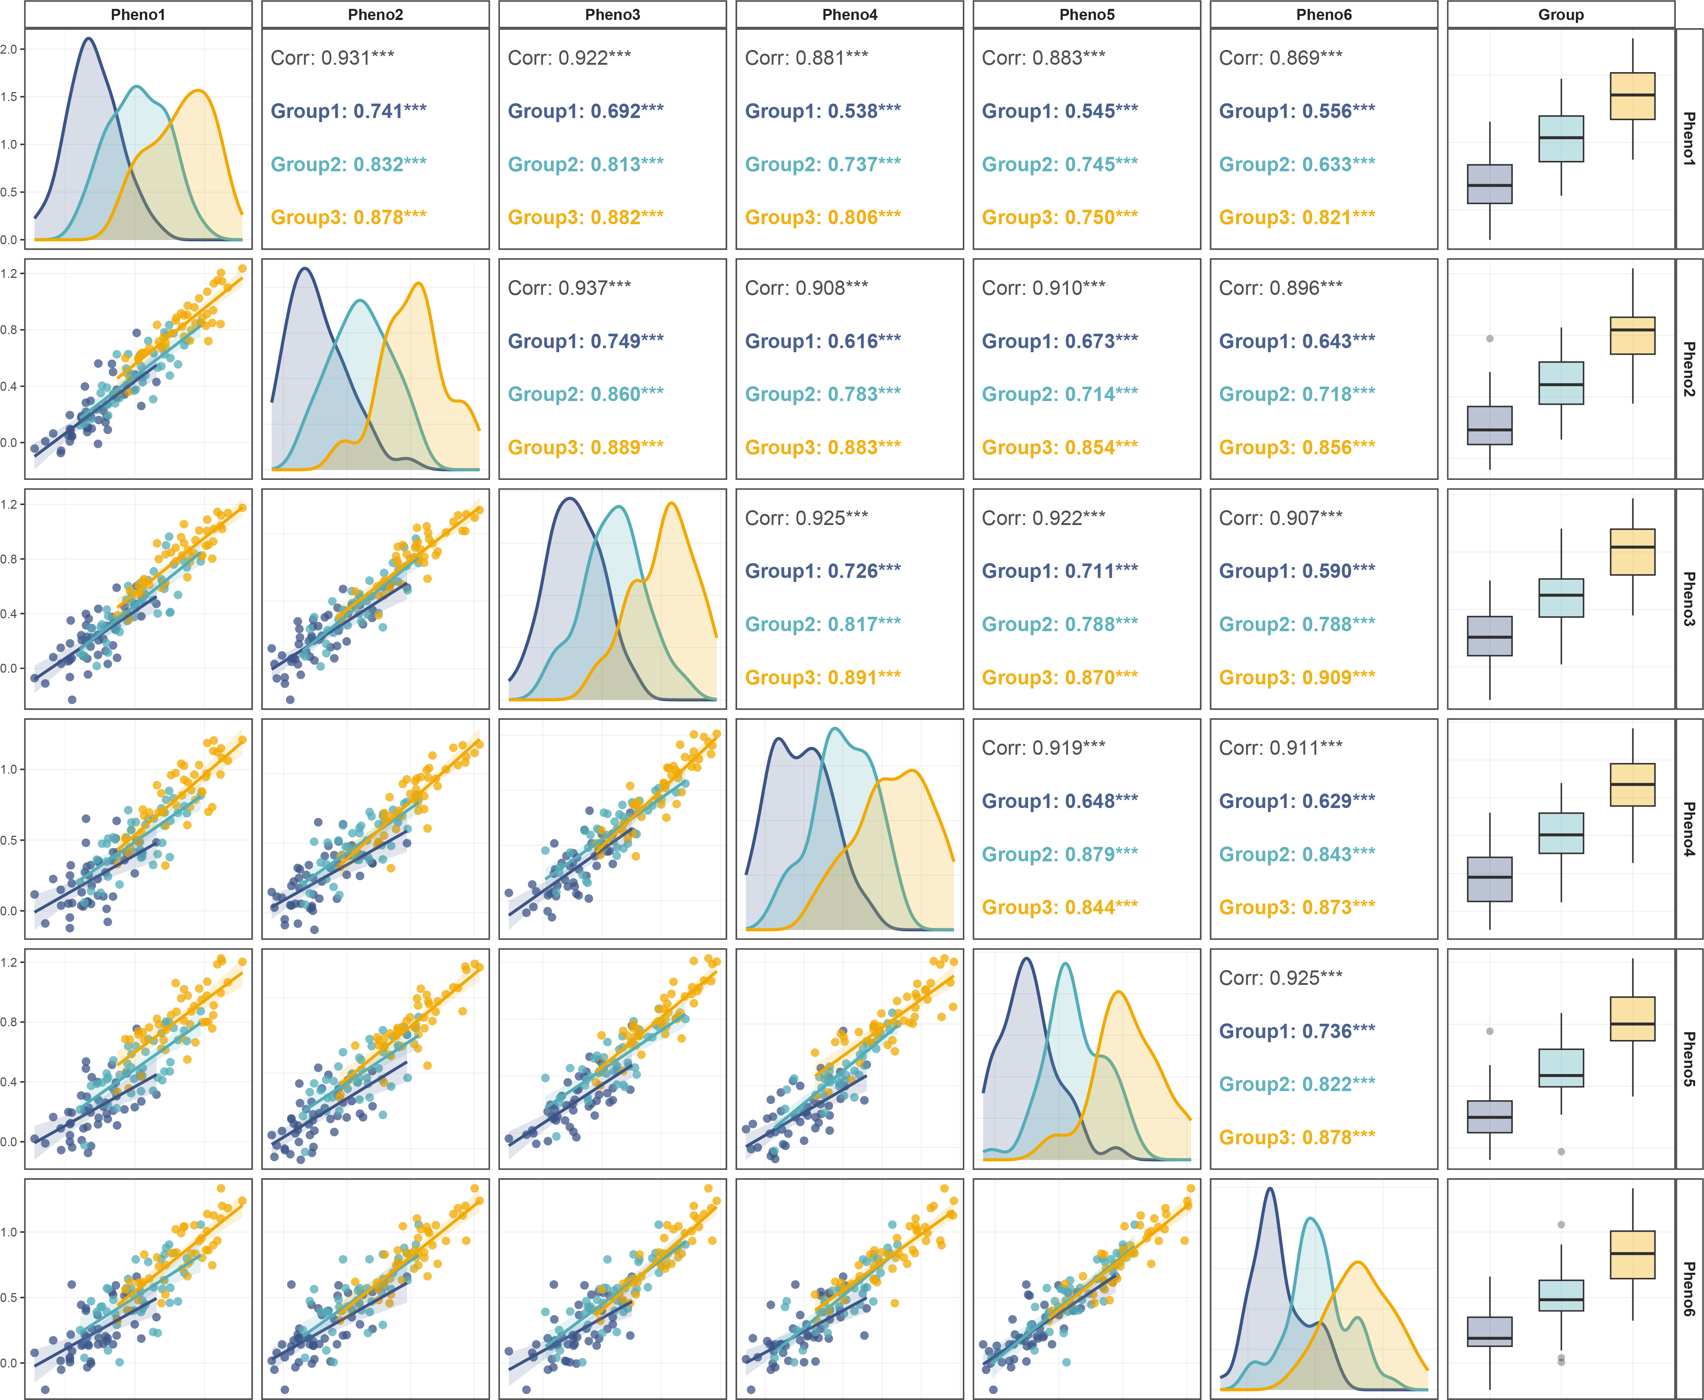 Pheno1 Pheno2 Pheno3 Pheno4 Pheno5 Pheno6 Group
2.0
1.5
1.0
0.5
0.0
Corr: 0.931*** Corr: 0.922*** Corr: 0.881*** Corr: 0.883*** Corr: 0.869***
Group1: 0.741*** Group1: 0.692*** Group1: 0.538*** Group1: 0.545*** Group1: 0.556***
Group2: 0.832*** Group2: 0.813*** Group2: 0.737*** Group2: 0.745*** Group2: 0.633***
Group3: 0.878*** Group3: 0.882*** Group3: 0.806*** Group3: 0.750*** Group3: 0.821***
Pheno1
1.2
0.8
0.4
0.0
Corr: 0.937*** Corr: 0.908*** Corr: 0.910*** Corr: 0.896***
Group1: 0.749*** Group1: 0.616*** Group1: 0.673*** Group1: 0.643***
Group2: 0.860*** Group2: 0.783*** Group2: 0.714*** Group2: 0.718***
Group3: 0.889*** Group3: 0.883*** Group3: 0.854*** Group3: 0.856***
Pheno2
1.2
0.8
0.4
0.0
Corr: 0.925*** Corr: 0.922*** Corr: 0.907***
Group1: 0.726*** Group1: 0.711*** Group1: 0.590***
Group2: 0.817*** Group2: 0.788*** Group2: 0.788***
Group3: 0.891*** Group3: 0.870*** Group3: 0.909***
Pheno3
1.0
0.5
0.0
Corr: 0.919*** Corr: 0.911***
Group1: 0.648*** Group1: 0.629***
Group2: 0.879*** Group2: 0.843***
Group3: 0.844*** Group3: 0.873***
Pheno4
1.2
0.8
0.4
0.0
Corr: 0.925***
Group1: 0.736***
Group2: 0.822***
Group3: 0.878***
Pheno5
1.0
0.5
0.0
Pheno6